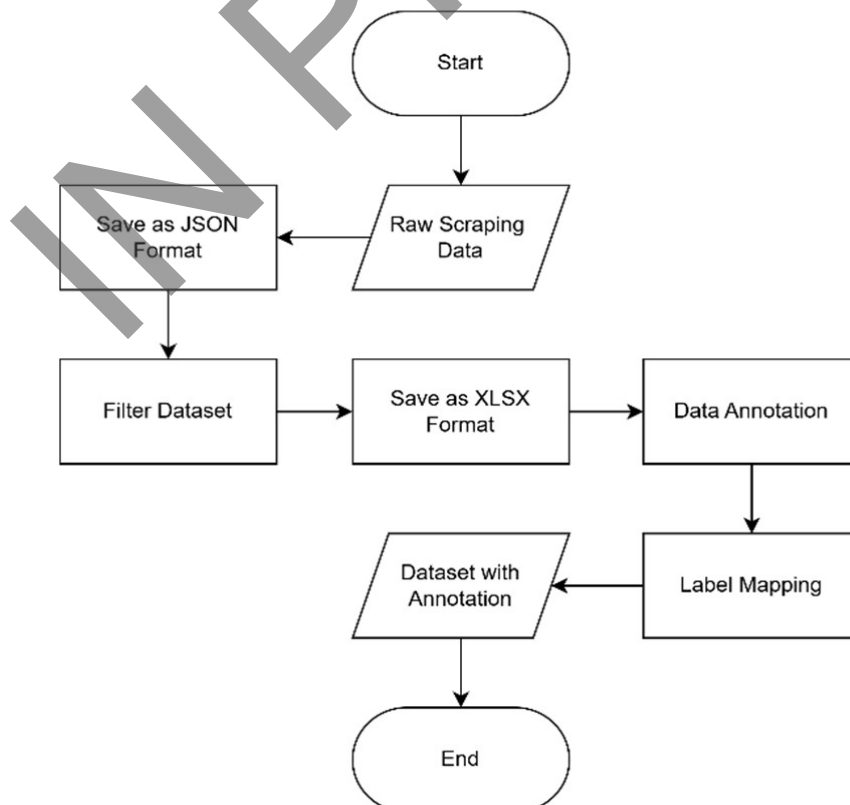 Start
Raw Scraping
Data
Save as JSON
Format
Filter Dataset
Save as XLSX
Format
Data Annotation
Label Mapping
Dataset with
Annotation
End
IN P